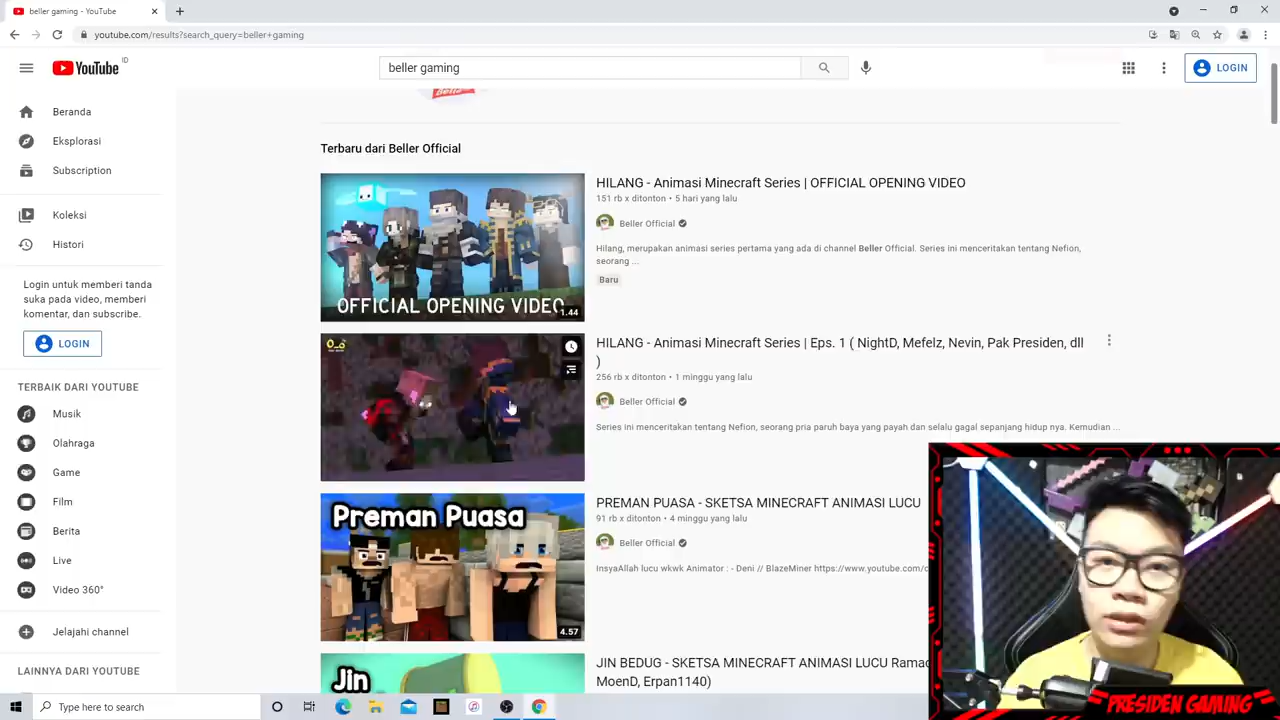 beller gaming - YouTube
youtube.com/results?search_query=beller+gaming
YouTube ID
beller gaming
LOGIN
Beranda
Eksplorasi
Subscription
Koleksi
Histori
Login untuk memberi tanda
suka pada video, memberi
komentar, dan subscribe.
LOGIN
TERBAIK DARI YOUTUBE
Musik
Olahraga
Game
Film
Berita
Live
Video 360°
Jelajahi channel
LAINNYA DARI YOUTUBE
Terbaru dari Beller Official
OFFICIAL OPENING VIDEO
1.44
HILANG - Animasi Minecraft Series | OFFICIAL OPENING VIDEO
151 rb x ditonton • 5 hari yang lalu
Beller Official
Hilang, merupakan animasi series pertama yang ada di channel Beller Official. Series ini menceritakan tentang Nefion,
seorang ...
Baru
HILANG - Animasi Minecraft Series | Eps. 1 ( NightD, Mefelz, Nevin, Pak Presiden, dll
)
256 rb x ditonton • 1 minggu yang lalu
Beller Official
Series ini menceritakan tentang Nefion, seorang pria paruh baya yang payah dan selalu gagal sepanjang hidup nya. Kemudian ...
Preman Puasa
4.57
PREMAN PUASA - SKETSA MINECRAFT ANIMASI LUCU
91 rb x ditonton • 4 minggu yang lalu
Beller Official
InsyaAllah lucu wkwk Animator : - Deni // BlazeMiner https://www.youtube.com/c
Jin
JIN BEDUG - SKETSA MINECRAFT ANIMASI LUCU Rama
MoenD, Erpan1140)
PRESIDEN GAMING
Type here to search